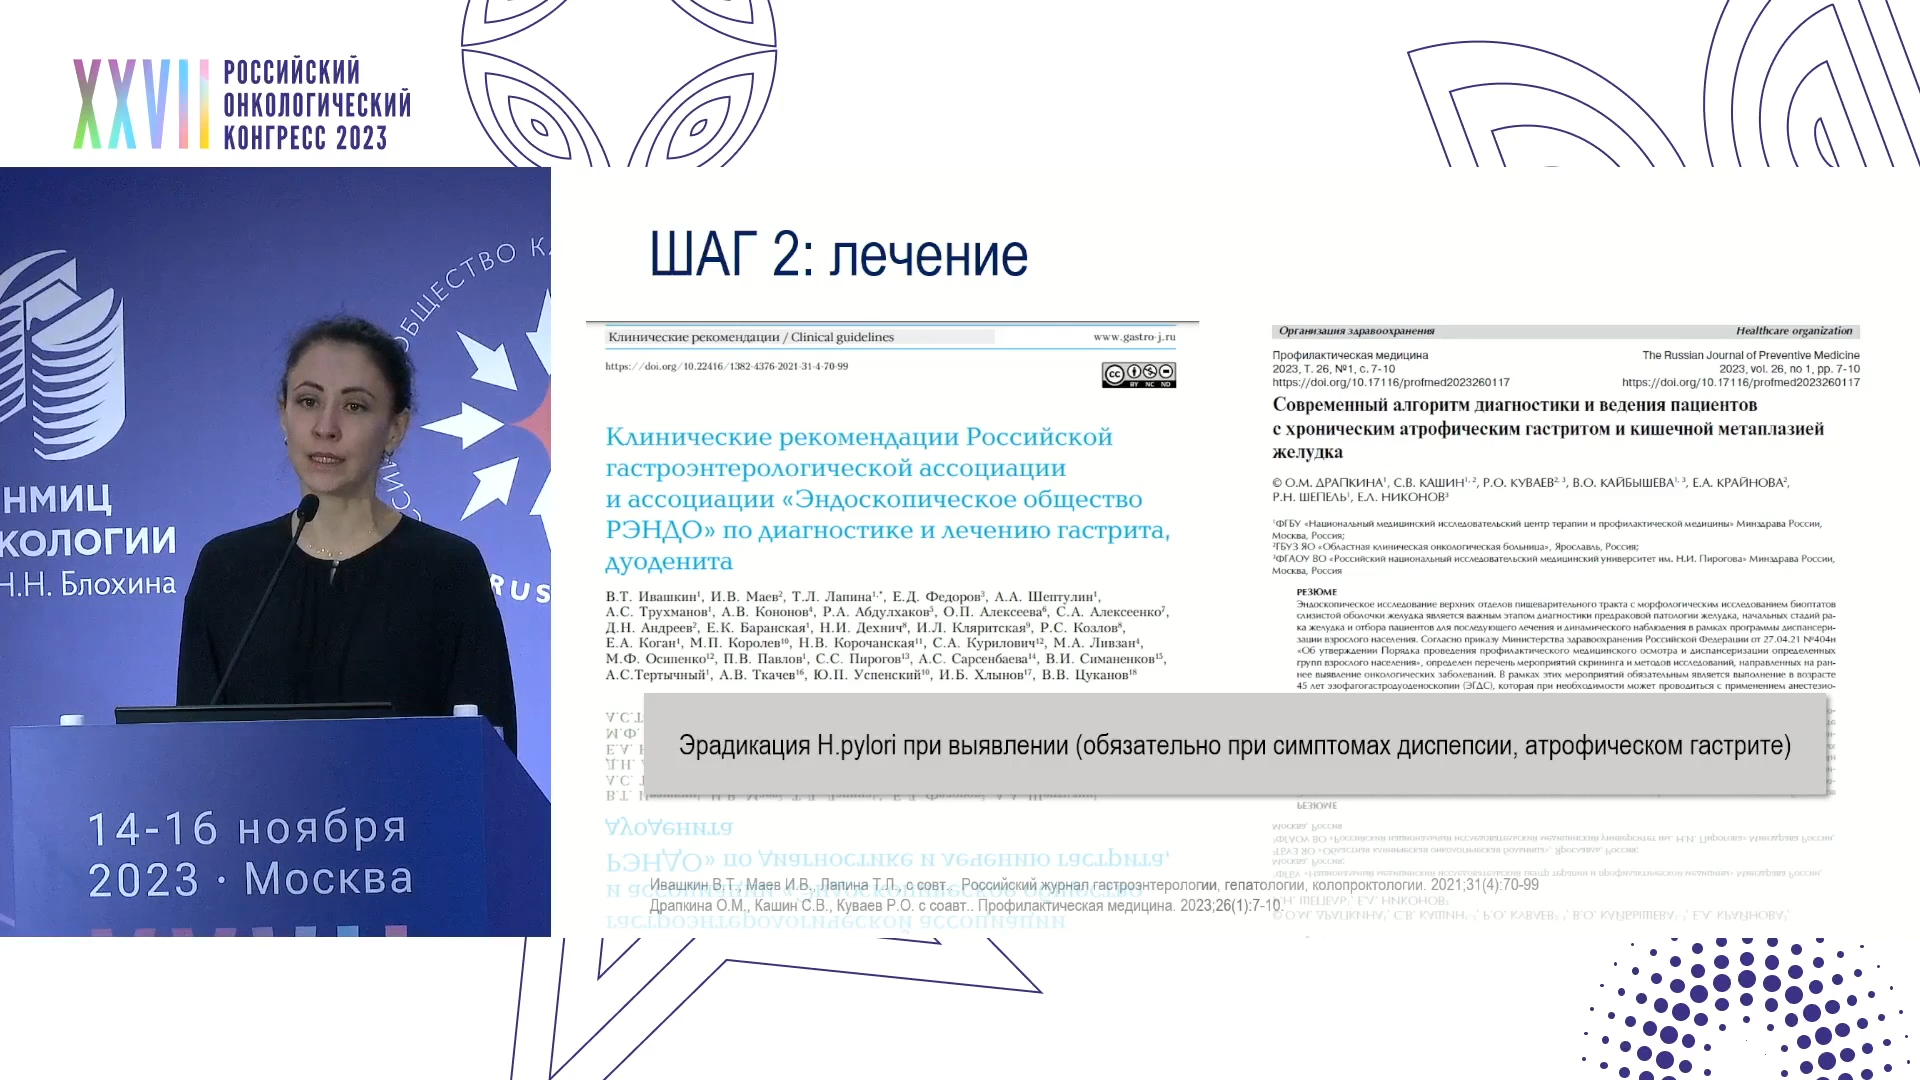 XXVII
РОССИЙСКИЙ
ОНКОЛОГИЧЕСКИЙ
КОНГРЕСС 2023
ОБЩЕСТВО К
НМИЦ
КОЛОГИИ
Н.Н. Блохина
RUS
14-16 ноября
2023 · Москва
ШАГ 2: лечение
Клинические рекомендации / Clinical guidelines
www.gastro-j.ru
https://doi.org/10.22416/1382-4376-2021-31-4-70-99
cc BY NC ND
Клинические рекомендации Российской
гастроэнтерологической ассоциации
и ассоциации «Эндоскопическое общество
РЭНДО» по диагностике и лечению гастрита,
дуоденита
В.Т. Ивашкин¹, И.В. Маев², Т.Л. Лапина¹,*, Е.Д. Федоров³, А.А. Шептулин¹,
А.С. Трухманов¹, А.В. Кононов⁴, Р.А. Абдулхаков⁵, О.П. Алексеева⁶, С.А. Алексеенко⁷,
Д.Н. Андреев², Е.К. Баранская¹, Н.И. Дехнич⁸, И.Л. Кляритская⁹, Р.С. Козлов⁸,
Е.А. Коган¹, М.П. Королев¹⁰, Н.В. Корочанская¹¹, С.А. Курилович¹², М.А. Ливзан⁴,
М.Ф. Осипенко¹², П.В. Павлов¹, С.С. Пирогов¹³, А.С. Сарсенбаева¹⁴, В.И. Симаненков¹⁵,
А.С.Тертычный¹, А.В. Ткачев¹⁶, Ю.П. Успенский¹⁰, И.Б. Хлынов¹⁷, В.В. Цуканов¹⁸
Организация здравоохранения
Healthcare organization
Профилактическая медицина
2023, Т. 26, №1, с. 7-10
https://doi.org/10.17116/profmed2023260117
The Russian Journal of Preventive Medicine
2023, vol. 26, no 1, pp. 7-10
https://doi.org/10.17116/profmed2023260117
Современный алгоритм диагностики и ведения пациентов
с хроническим атрофическим гастритом и кишечной метаплазией
желудка
© О.М. ДРАПКИНА¹, С.В. КАШИН¹,², Р.О. КУВАЕВ²,³, В.О. КАЙБЫШЕВА¹,³, Е.А. КРАЙНОВА²,
Р.Н. ШЕПЕЛЬ¹, Е.Л. НИКОНОВ³
¹ФГБУ «Национальный медицинский исследовательский центр терапии и профилактической медицины» Минздрава России,
Москва, Россия;
²ГБУЗ ЯО «Областная клиническая онкологическая больница», Ярославль, Россия;
³ФГАОУ ВО «Российский национальный исследовательский медицинский университет им. Н.И. Пирогова» Минздрава России,
Москва, Россия
РЕЗЮМЕ
Эндоскопическое исследование верхних отделов пищеварительного тракта с морфологическим исследованием биоптатов
слизистой оболочки желудка является важным этапом диагностики предраковой патологии желудка, начальных стадий ра-
ка желудка и отбора пациентов для последующего лечения и динамического наблюдения в рамках программы диспансери-
зации взрослого населения. Согласно приказу Министерства здравоохранения Российской Федерации от 27.04.21 №404н
«Об утверждении Порядка проведения профилактического медицинского осмотра и диспансеризации определенных
групп взрослого населения», определен перечень мероприятий скрининга и методов исследований, направленных на ран-
нее выявление онкологических заболеваний. В рамках этих мероприятий обязательным является выполнение в возрасте
45 лет эзофагогастродуоденоскопии (ЭГДС), которая при необходимости может проводиться с применением анестезио-
Эрадикация H.pylori при выявлении (обязательно при симптомах диспепсии, атрофическом гастрите)
Ивашкин В.Т., Маев И.В., Лапина Т.Л., с совт.. Российский журнал гастроэнтерологии, гепатологии, колопроктологии. 2021;31(4):70-99
Драпкина О.М., Кашин С.В., Куваев Р.О. с соавт.. Профилактическая медицина. 2023;26(1):7-10.